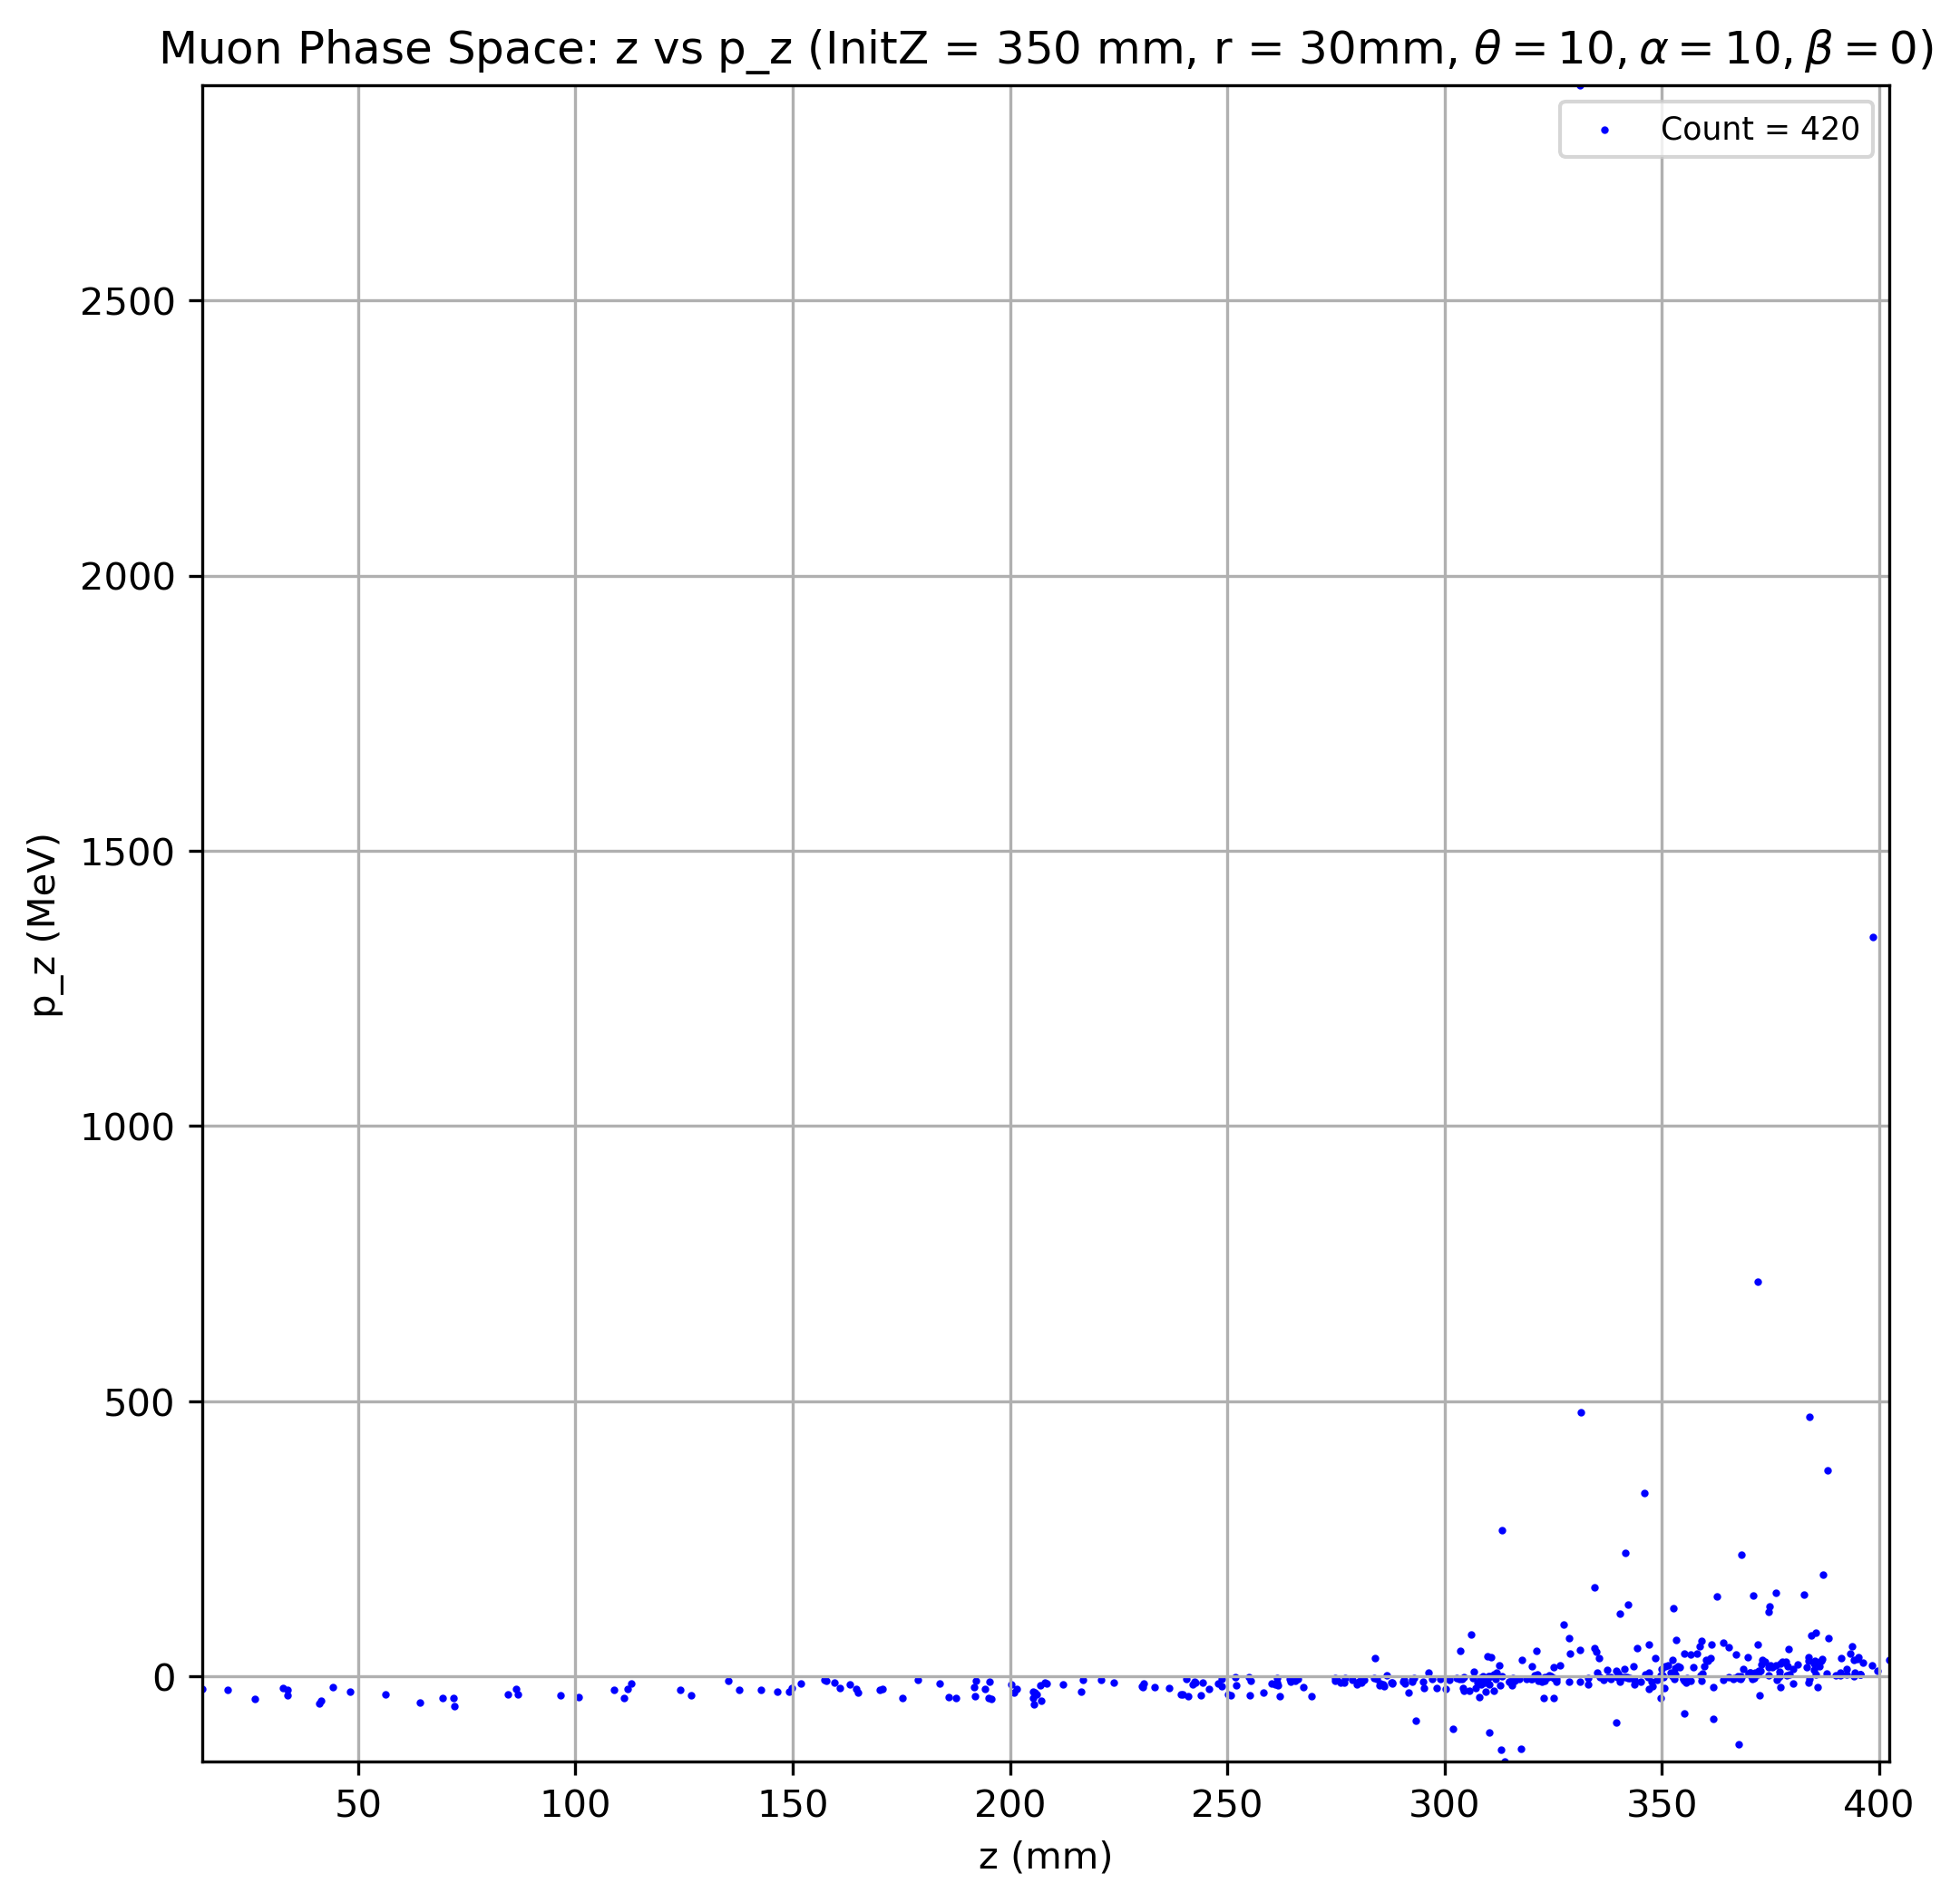 Muon Phase Space: z vs p_z (InitZ = 350 mm, r = 30mm, θ = 10, α = 10, β = 0)
Count = 420
2500
2000
1500
1000
500
0
p_z (MeV)
50 100 150 200 250 300 350 400
z (mm)